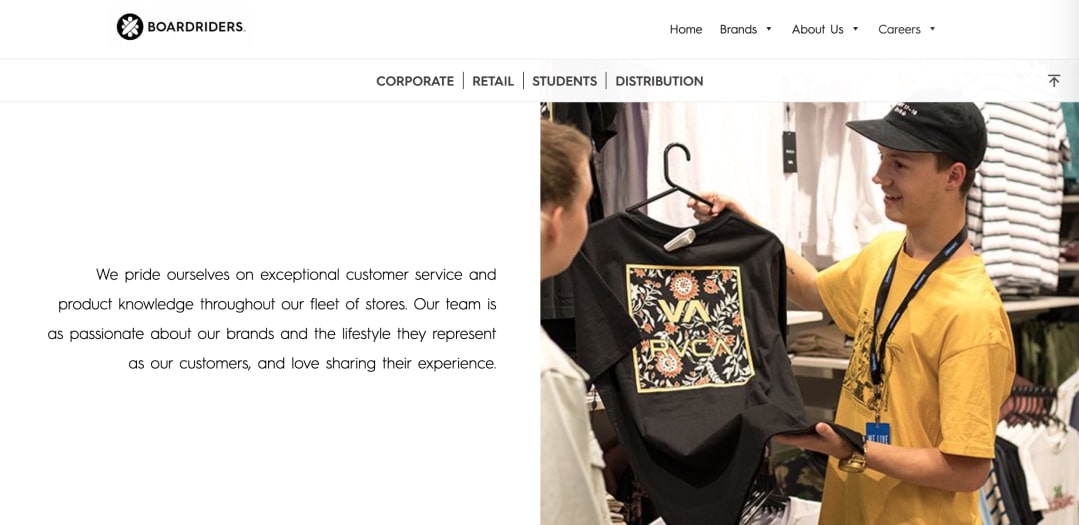 BOARDRIDERS
Home Brands About Us Careers
CORPORATE | RETAIL | STUDENTS | DISTRIBUTION
We pride ourselves on exceptional customer service and
product knowledge throughout our fleet of stores. Our team is
as passionate about our brands and the lifestyle they represent
as our customers, and love sharing their experience.
VA
RVCA
WE LIVE